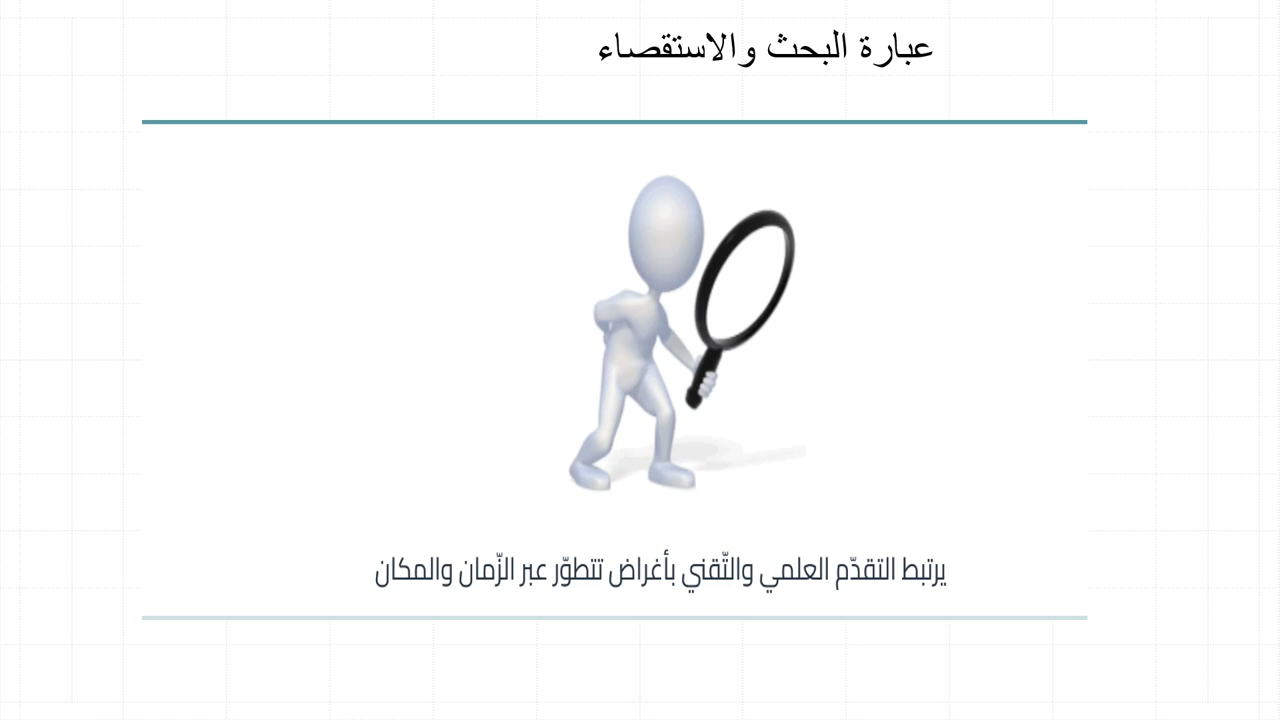 عبارة البحث والاستقصاء
يرتبط التقدّم العلمي والتّقني بأغراض تتطوّر عبر الزّمان والمكان